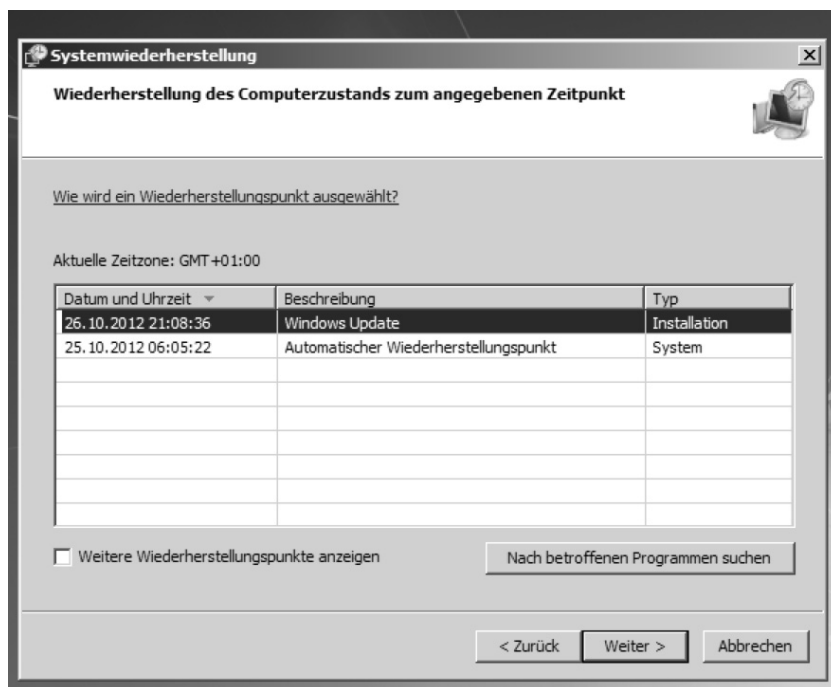 Systemwiederherstellung
Wiederherstellung des Computerzustands zum angegebenen Zeitpunkt
Wie wird ein Wiederherstellungspunkt ausgewählt?
Aktuelle Zeitzone: GMT+01:00
Datum und Uhrzeit Beschreibung Typ
26.10.2012 21:08:36 Windows Update Installation
25.10.2012 06:05:22 Automatischer Wiederherstellungspunkt System
Weitere Wiederherstellungspunkte anzeigen Nach betroffenen Programmen suchen
< Zurück Weiter > Abbrechen